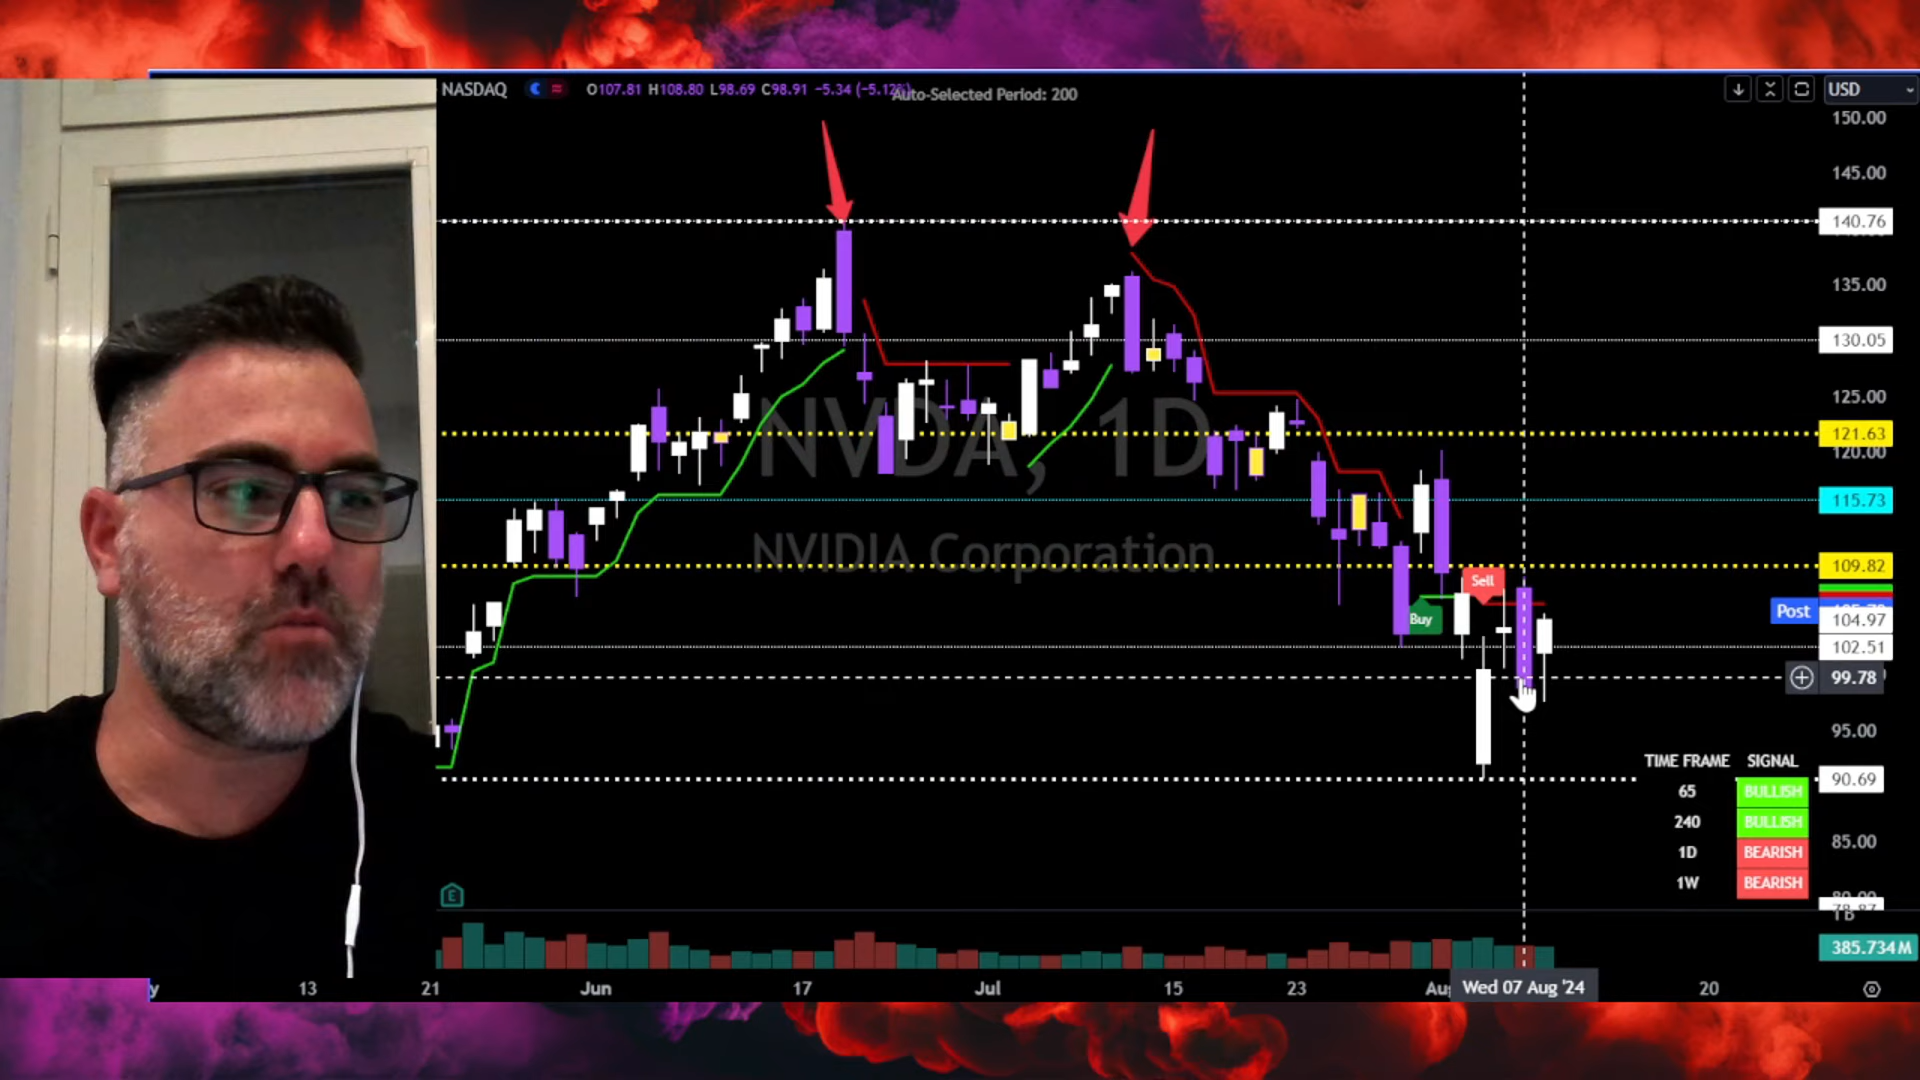 NASDAQ O107.81 H108.80 L98.69 C98.91 −5.34 (−5.12%)
Auto-Selected Period: 200
USD
150.00
145.00
140.76
135.00
130.05
125.00
121.63
120.00
115.73
109.82
Post
104.97
102.51
99.78
95.00
90.69
85.00
NVDA, 1D
NVIDIA Corporation
Sell
Buy
TIME FRAME SIGNAL
65 BULLISH
240 BULLISH
1D BEARISH
1W BEARISH
E
385.734M
13 21 Jun 17 Jul 15 23 Wed 07 Aug '24 20